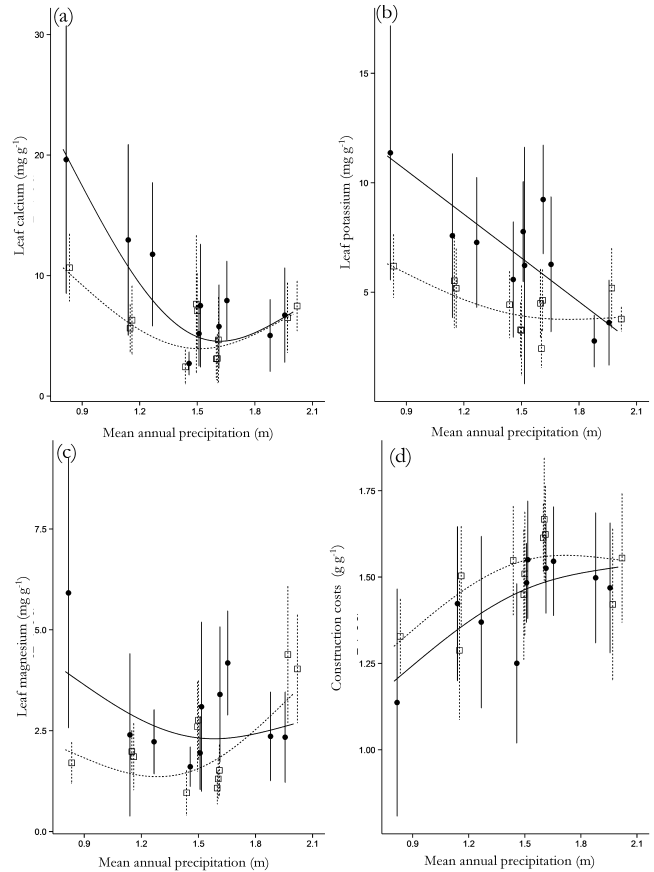 (a)
30
20
10
0
Leaf calcium (mg g-1)
0.9 1.2 1.5 1.8 2.1
Mean annual precipitation (m)
(b)
15
10
5
Leaf potassium (mg g-1)
0.9 1.2 1.5 1.8 2.1
Mean annual precipitation (m)
(c)
7.5
5.0
2.5
0.0
Leaf magnesium (mg g-1)
0.9 1.2 1.5 1.8 2.1
Mean annual precipitation (m)
(d)
1.75
1.50
1.25
1.00
Construction costs (g g-1)
0.9 1.2 1.5 1.8 2.1
Mean annual precipitation (m)